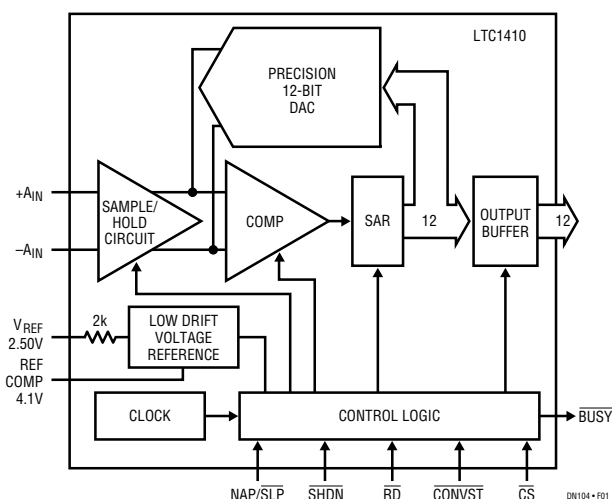 LTC1410
PRECISION
12-BIT
DAC
+AIN
–AIN
SAMPLE/
HOLD
CIRCUIT
COMP
SAR
12
OUTPUT
BUFFER
12
VREF
2.50V
2k
LOW DRIFT
VOLTAGE
REFERENCE
REF
COMP
4.1V
CLOCK
CONTROL LOGIC
BUSY
NAP/SLP
SHDN
RD
CONVST
CS
DN104 • F01